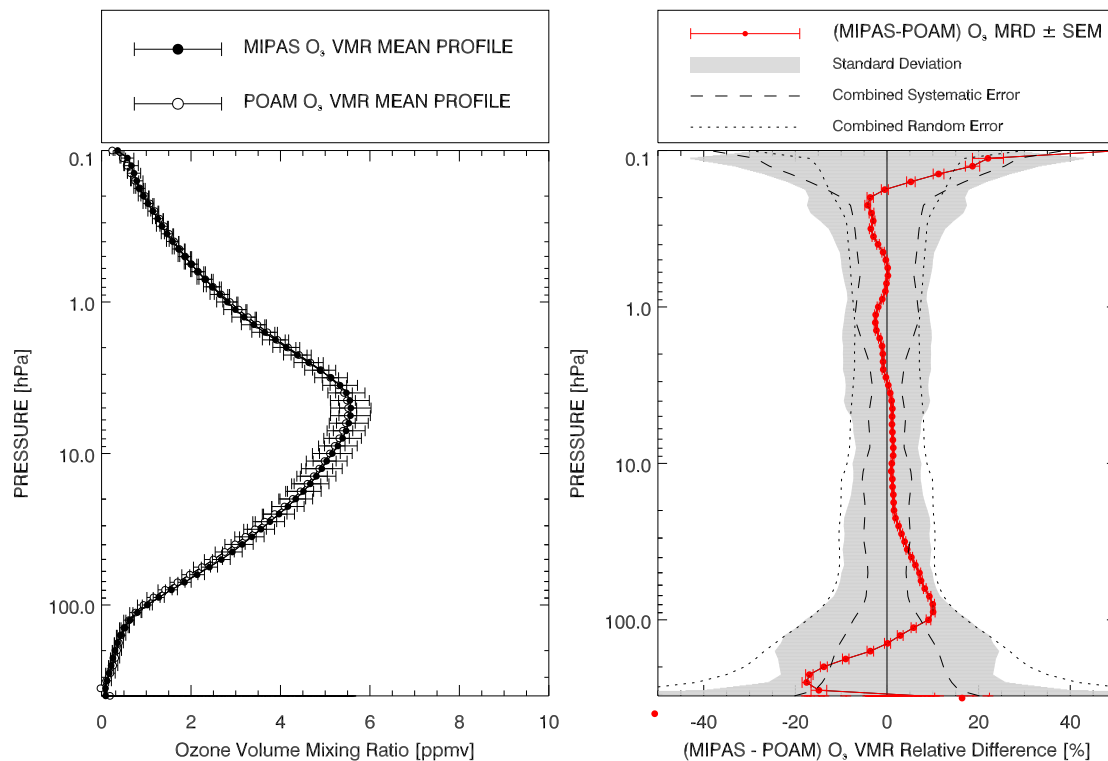 MIPAS O₃ VMR MEAN PROFILE
POAM O₃ VMR MEAN PROFILE
0.1
1.0
10.0
100.0
PRESSURE [hPa]
0 2 4 6 8 10
Ozone Volume Mixing Ratio [ppmv]
(MIPAS-POAM) O₃ MRD ± SEM
Standard Deviation
Combined Systematic Error
Combined Random Error
0.1
1.0
10.0
100.0
PRESSURE [hPa]
-40 -20 0 20 40
(MIPAS - POAM) O₃ VMR Relative Difference [%]